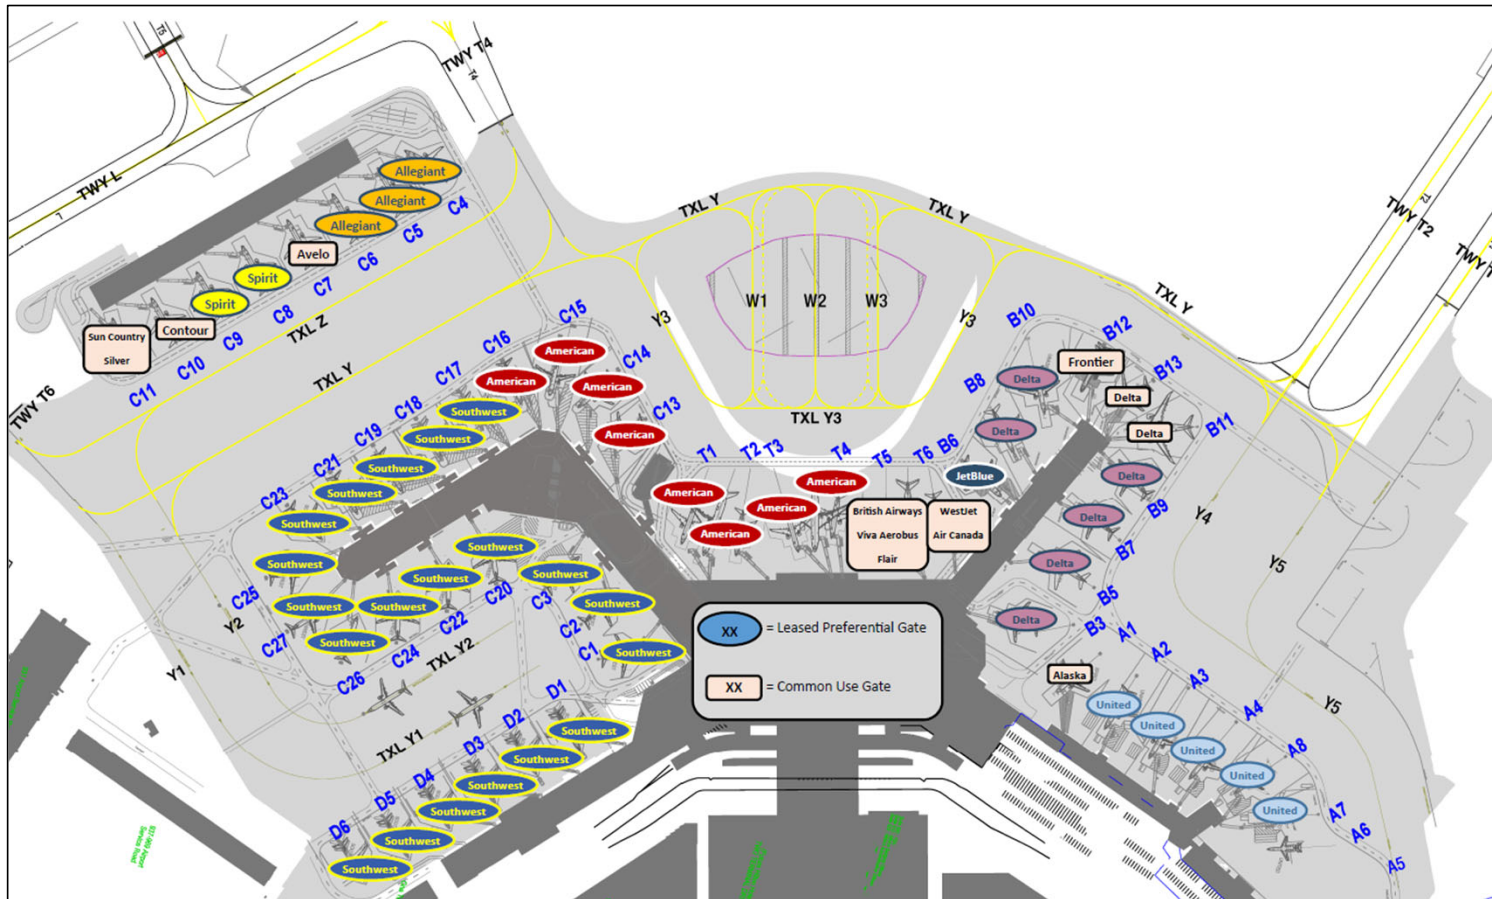 T5
TWY T4
T4
TWY L
L
Allegiant
Allegiant
Allegiant
Avelo
Spirit
Spirit
Contour
Sun Country
Silver
C4
C5
C6
C7
C8
C9
C10
C11
TXL Z
TXL Y
TWY T6
TXL Y
TXL Y
TXL Y
Y3
Y3
W1
W2
W3
TXL Y3
T2
TWY T2
C15
C16
C14
C17
C13
C18
C19
C21
C23
American
American
American
American
Southwest
Southwest
Southwest
Southwest
Southwest
Southwest
Southwest
Southwest
Southwest
Southwest
Southwest
Southwest
Southwest
Southwest
C25
C27
C26
C24
C22
C20
C3
C2
C1
Y2
Y1
TXL Y2
TXL Y1
T1
T2
T3
T4
T5
T6
American
American
American
American
British Airways
Viva Aerobus
Flair
WestJet
Air Canada
JetBlue
B6
B8
B10
B12
B13
B11
B9
B7
B5
B3
Delta
Frontier
Delta
Delta
Delta
Delta
Delta
Delta
Delta
Y4
Y5
Y5
XX = Leased Preferential Gate
XX = Common Use Gate
Alaska
United
United
United
United
United
A1
A2
A3
A4
A8
A7
A6
A5
D1
D2
D3
D4
D5
D6
Southwest
Southwest
Southwest
Southwest
Southwest
Southwest